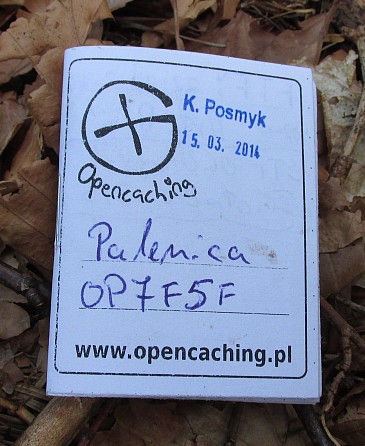 K. Posmyk
15. 03. 2014
Opencaching
Palenica
OP7F5F
www.opencaching.pl